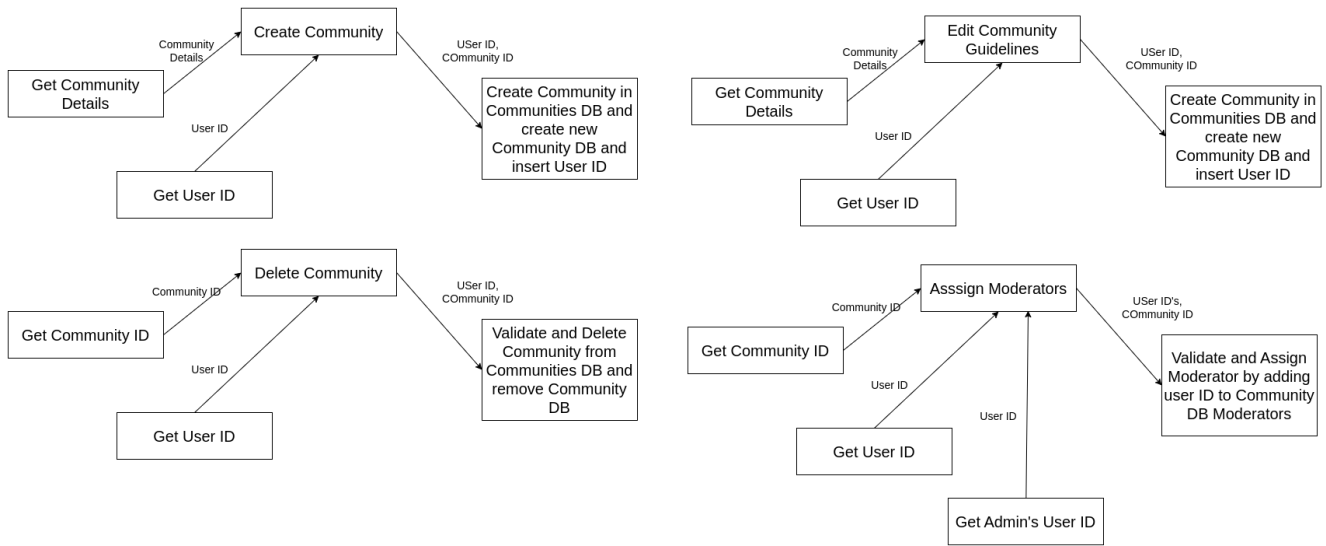 Create Community
Community
Details
USer ID,
COmmunity ID
Get Community
Details
Create Community in
Communities DB and
create new
Community DB and
insert User ID
User ID
Get User ID
Edit Community
Guidelines
Community
Details
USer ID,
COmmunity ID
Get Community
Details
Create Community in
Communities DB and
create new
Community DB and
insert User ID
User ID
Get User ID
Delete Community
Community ID
USer ID,
COmmunity ID
Get Community ID
Validate and Delete
Community from
Communities DB and
remove Community
DB
User ID
Get User ID
Asssign Moderators
Community ID
USer ID's,
COmmunity ID
Get Community ID
Validate and Assign
Moderator by adding
user ID to Community
DB Moderators
User ID
User ID
Get User ID
Get Admin's User ID